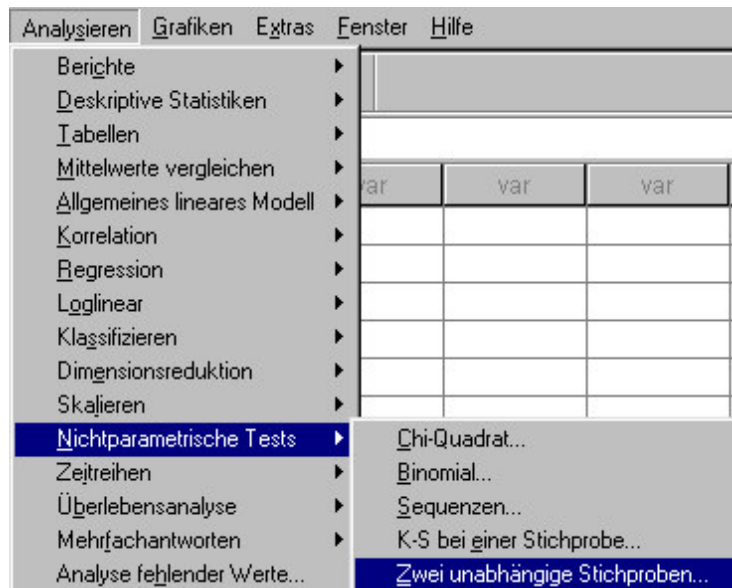 Analysieren Grafiken Extras Fenster Hilfe
Berichte
Deskriptive Statistiken
Tabellen
Mittelwerte vergleichen
Allgemeines lineares Modell
Korrelation
Regression
Loglinear
Klassifizieren
Dimensionsreduktion
Skalieren
Nichtparametrische Tests
Zeitreihen
Überlebensanalyse
Mehrfachantworten
Analyse fehlender Werte...
var var var
Chi-Quadrat...
Binomial...
Sequenzen...
K-S bei einer Stichprobe...
Zwei unabhängige Stichproben...